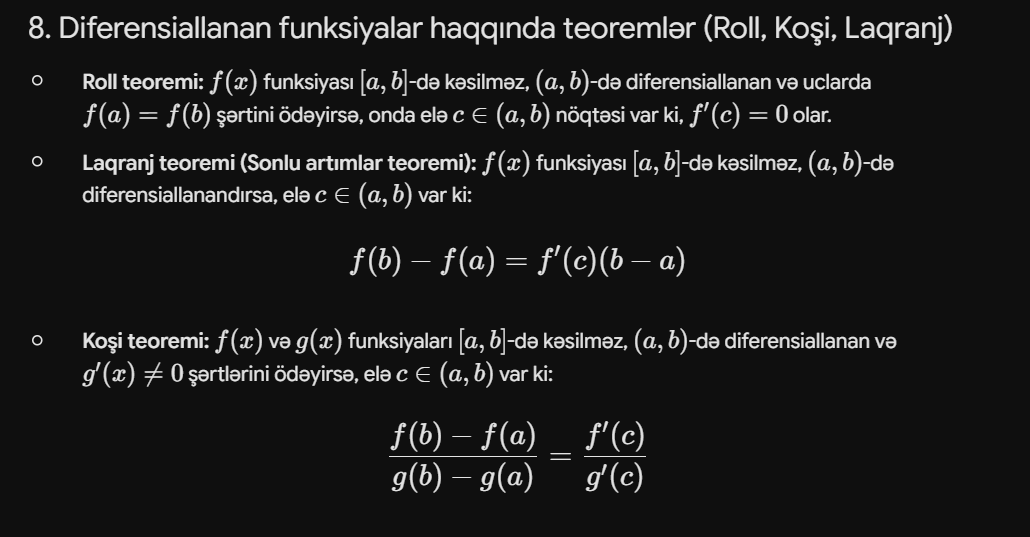 8. Diferensiallanan funksiyalar haqqında teoremlər (Roll, Koşi, Laqranj)
○ Roll teoremi: f(x) funksiyası [a, b]-də kəsilməz, (a, b)-də diferensiallanan və uclarda
f(a) = f(b) şərtini ödəyirsə, onda elə c ∈ (a, b) nöqtəsi var ki, f′(c) = 0 olar.
○ Laqranj teoremi (Sonlu artımlar teoremi): f(x) funksiyası [a, b]-də kəsilməz, (a, b)-də
diferensiallanandırsa, elə c ∈ (a, b) var ki:
f(b) − f(a) = f′(c)(b − a)
○ Koşi teoremi: f(x) və g(x) funksiyaları [a, b]-də kəsilməz, (a, b)-də diferensiallanan və
g′(x) ≠ 0 şərtlərini ödəyirsə, elə c ∈ (a, b) var ki:
f(b) − f(a) / g(b) − g(a) = f′(c) / g′(c)